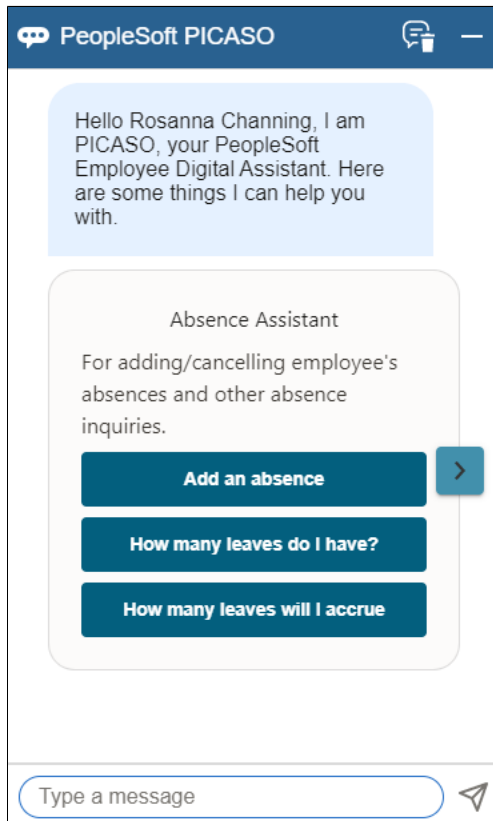 PeopleSoft PICASO
Hello Rosanna Channing, I am
PICASO, your PeopleSoft
Employee Digital Assistant. Here
are some things I can help you
with.
Absence Assistant
For adding/cancelling employee's
absences and other absence
inquiries.
Add an absence
How many leaves do I have?
How many leaves will I accrue
Type a message